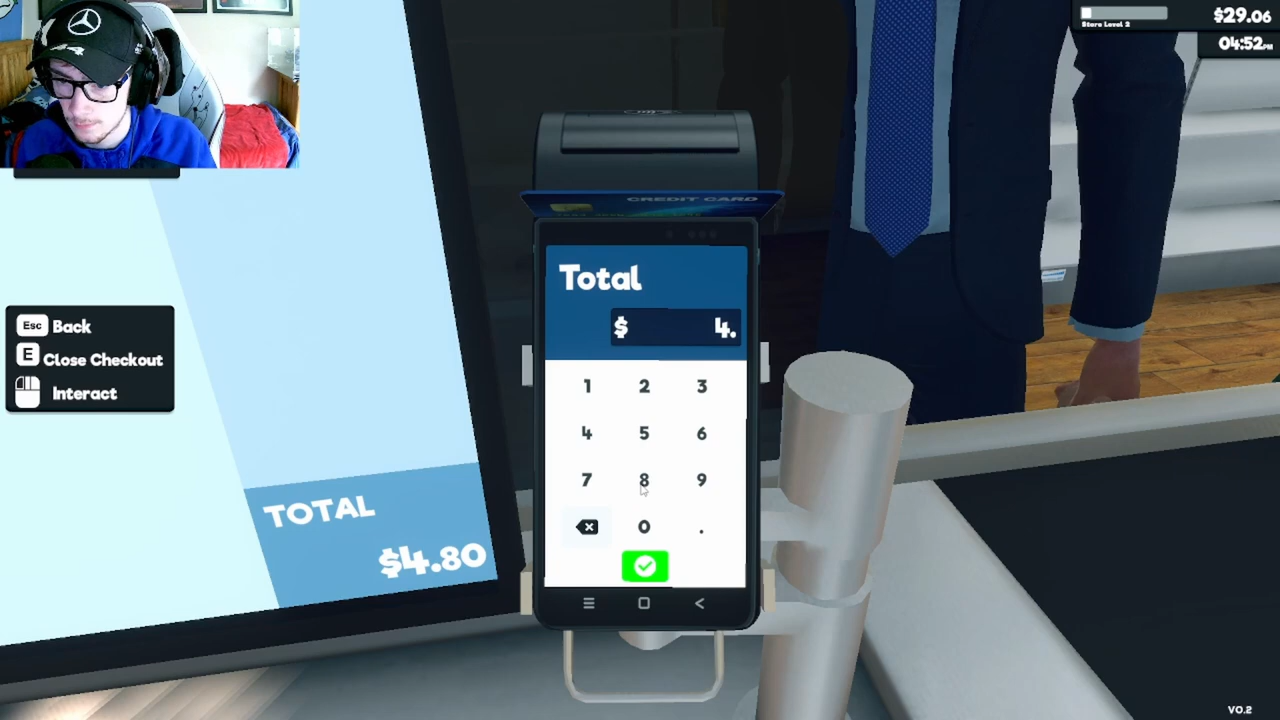 $29.06
Store Level 2
04:52PM
CREDIT CARD
Total
$ 4.
Esc Back
E Close Checkout
Interact
1 2 3
4 5 6
7 8 9
0 .
TOTAL
$4.80
V0.2